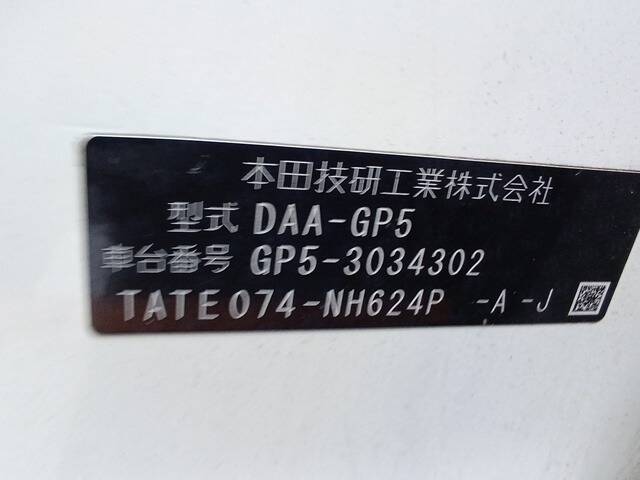 本田技研工業株式会社
型式 DAA-GP5
車台番号 GP5-3034302
TATE074-NH624P -A-J